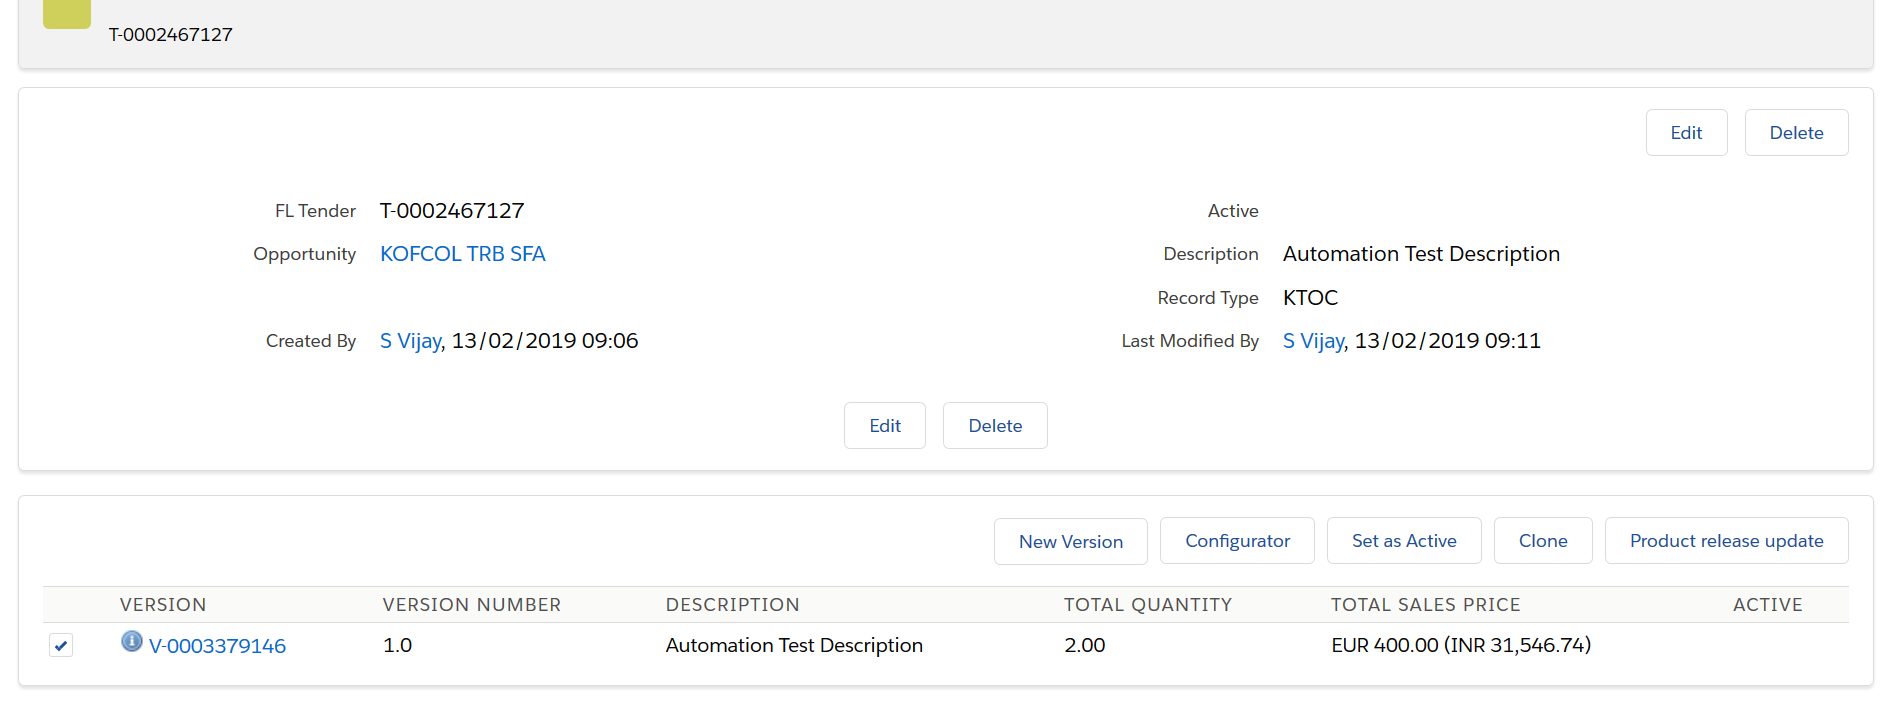 T-0002467127
Edit Delete
FL Tender T-0002467127 Active
Opportunity KOFCOL TRB SFA Description Automation Test Description
Record Type KTOC
Created By S Vijay, 13/02/2019 09:06 Last Modified By S Vijay, 13/02/2019 09:11
Edit Delete
New Version Configurator Set as Active Clone Product release update
VERSION VERSION NUMBER DESCRIPTION TOTAL QUANTITY TOTAL SALES PRICE ACTIVE
V-0003379146 1.0 Automation Test Description 2.00 EUR 400.00 (INR 31,546.74)